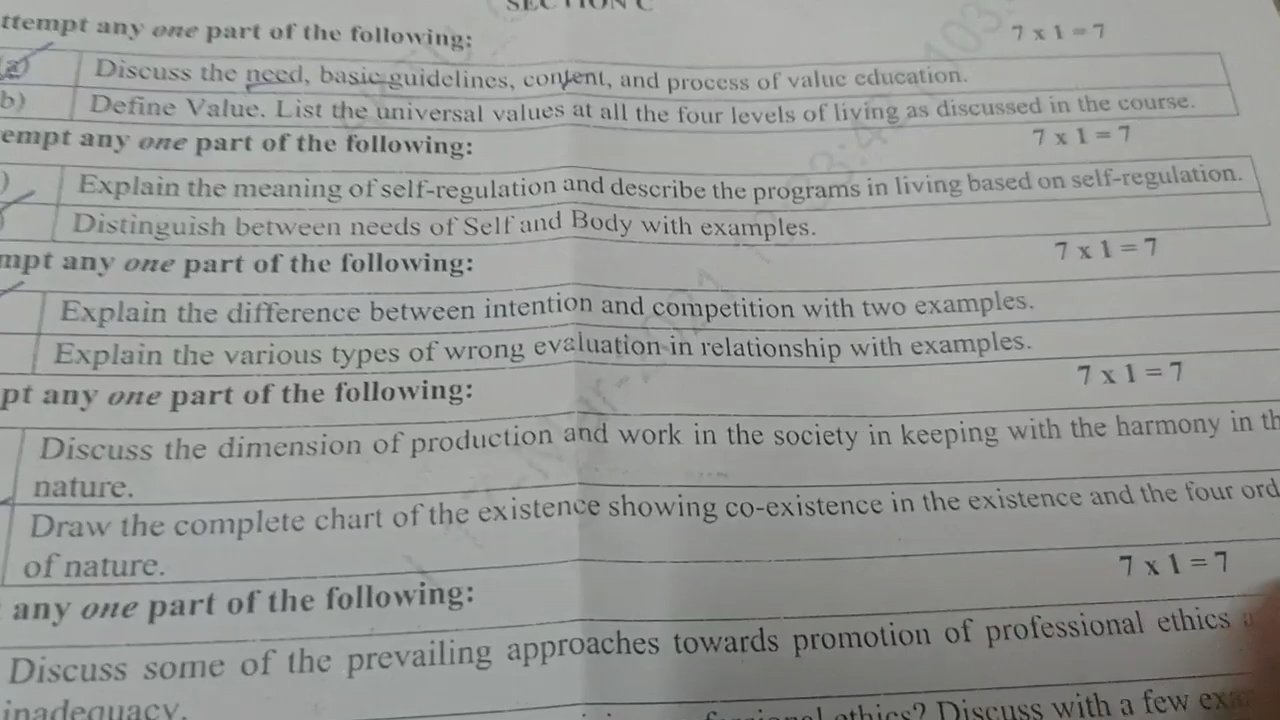 SECTION C
ttempt any one part of the following: 7 x 1 = 7
(a) Discuss the need, basic guidelines, content, and process of value education.
b) Define Value. List the universal values at all the four levels of living as discussed in the course.
empt any one part of the following: 7 x 1 = 7
) Explain the meaning of self-regulation and describe the programs in living based on self-regulation.
Distinguish between needs of Self and Body with examples.
mpt any one part of the following: 7 x 1 = 7
Explain the difference between intention and competition with two examples.
Explain the various types of wrong evaluation in relationship with examples.
pt any one part of the following: 7 x 1 = 7
Discuss the dimension of production and work in the society in keeping with the harmony in th
nature.
Draw the complete chart of the existence showing co-existence in the existence and the four ord
of nature.
any one part of the following: 7 x 1 = 7
Discuss some of the prevailing approaches towards promotion of professional ethics
inadequacy.
ethics? Discuss with a few exa